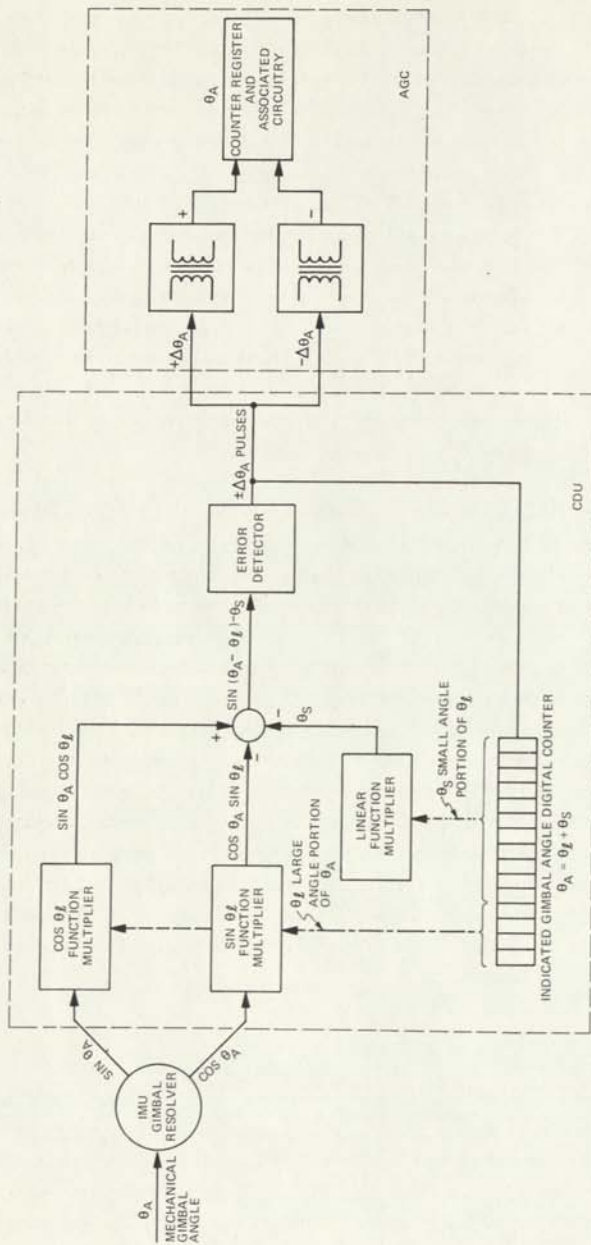 θA
MECHANICAL
GIMBAL
ANGLE
IMU
GIMBAL
RESOLVER
SIN θA
COS θA
COS θℓ
FUNCTION
MULTIPLIER
SIN θℓ
FUNCTION
MULTIPLIER
SIN θA COS θℓ
COS θA SIN θℓ
+
−
−
θS
SIN (θA- θℓ)-θS
LINEAR
FUNCTION
MULTIPLIER
θℓ LARGE
ANGLE PORTION
OF θA
θS SMALL ANGLE
PORTION OF θℓ
INDICATED GIMBAL ANGLE DIGITAL COUNTER
θA = θℓ + θS
ERROR
DETECTOR
±ΔθA PULSES
CDU
+ΔθA
-ΔθA
+
−
θA
COUNTER REGISTER
AND
ASSOCIATED
CIRCUITRY
AGC